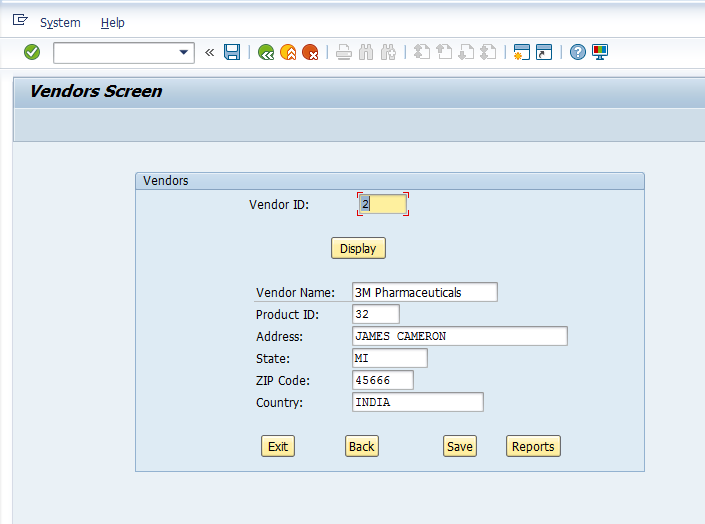 System Help
Vendors Screen
Vendors
Vendor ID: 2
Display
Vendor Name: 3M Pharmaceuticals
Product ID: 32
Address: JAMES CAMERON
State: MI
ZIP Code: 45666
Country: INDIA
Exit Back Save Reports